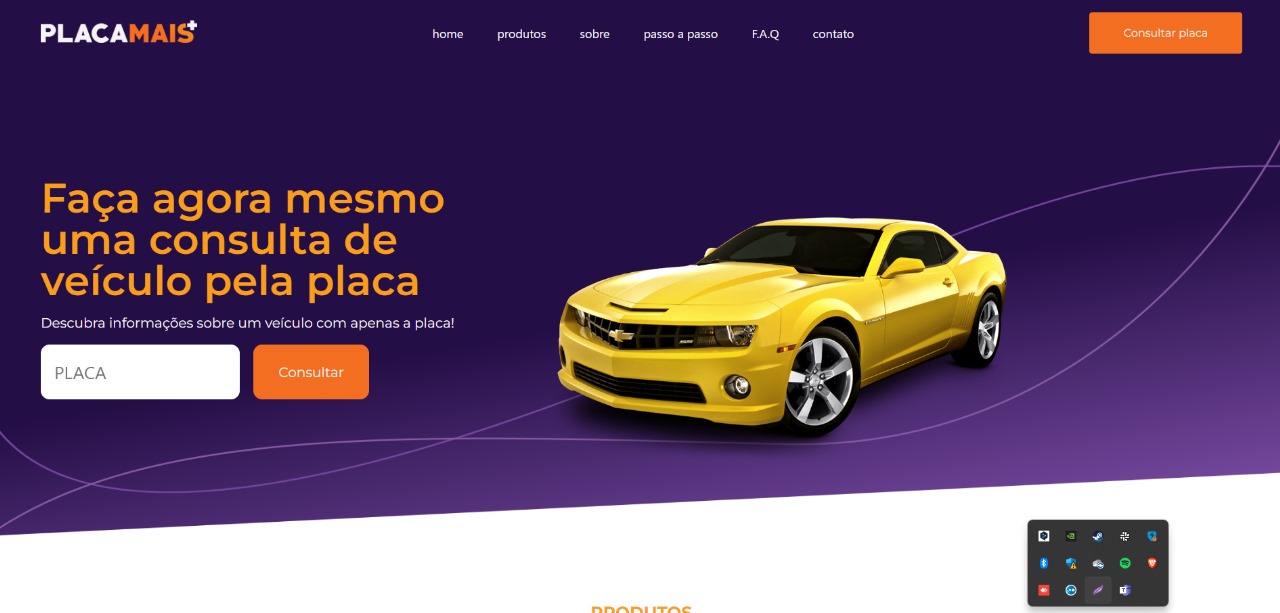 PLACAMAIS+
home produtos sobre passo a passo F.A.Q contato
Consultar placa
Faça agora mesmo
uma consulta de
veículo pela placa
Descubra informações sobre um veículo com apenas a placa!
PLACA
Consultar
PRODUTOS